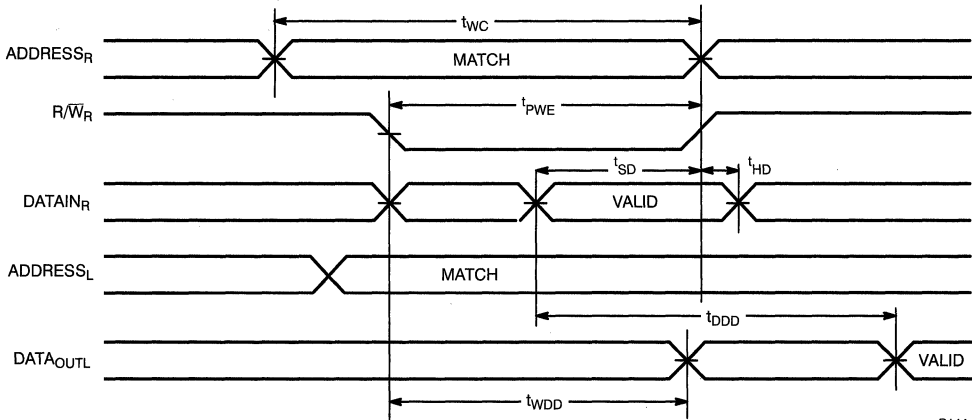 tWC
ADDRESSR
MATCH
R/W̅R
tPWE
tSD
tHD
DATAINR
VALID
ADDRESSL
MATCH
tDDD
DATAOUTL
VALID
tWDD